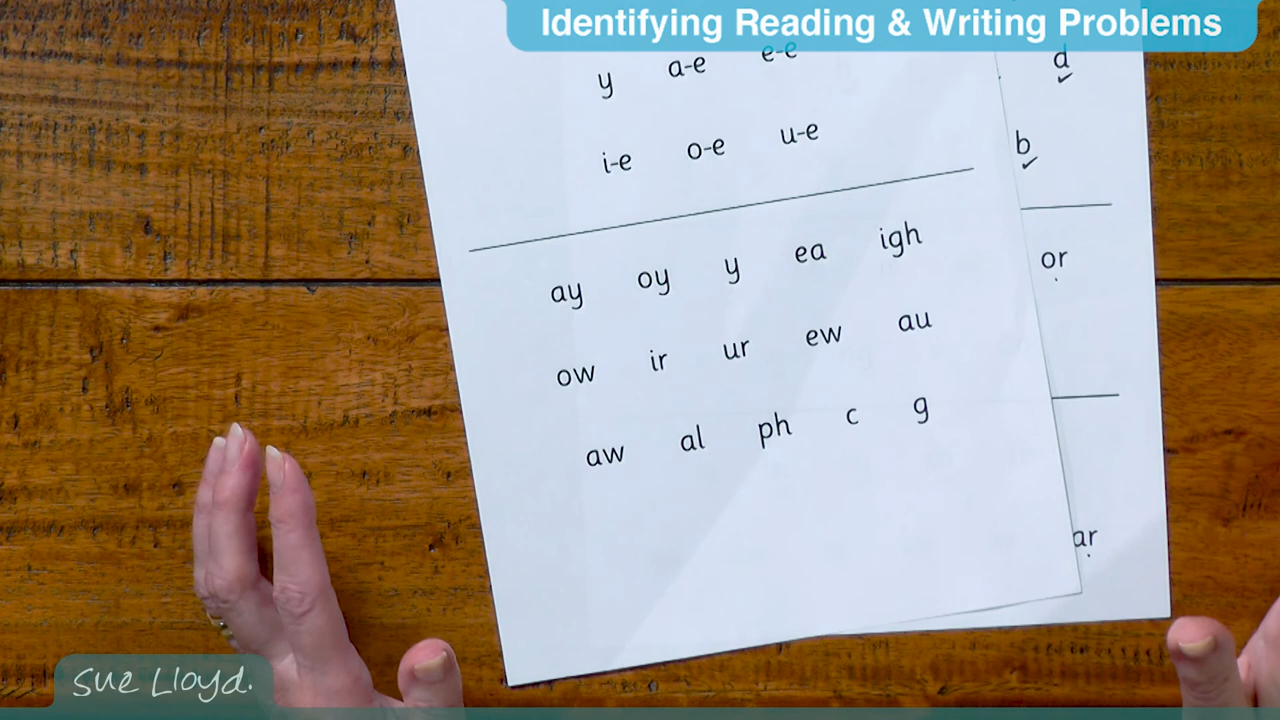 Identifying Reading & Writing Problems
y a-e e-e
i-e o-e u-e
ay oy y ea igh
ow ir ur ew au
aw al ph c g
d
b
or
ar
Sue Lloyd.